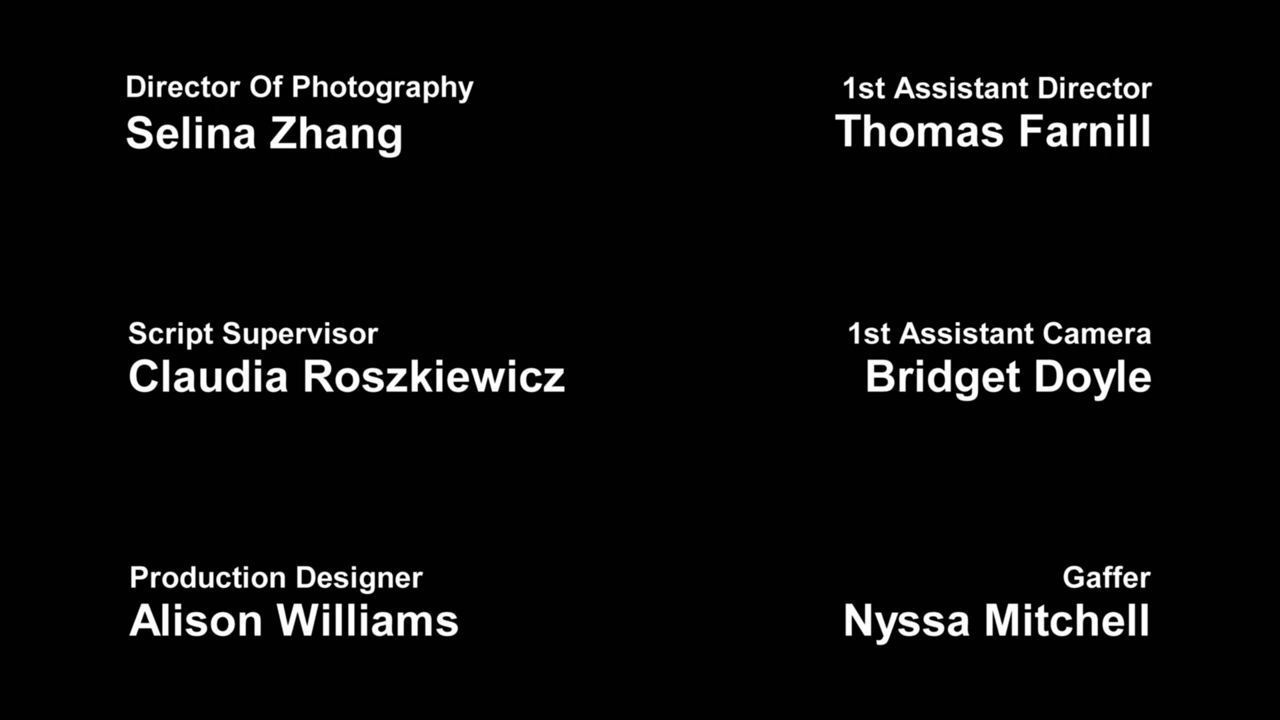 Director Of Photography
Selina Zhang
1st Assistant Director
Thomas Farnill
Script Supervisor
Claudia Roszkiewicz
1st Assistant Camera
Bridget Doyle
Production Designer
Alison Williams
Gaffer
Nyssa Mitchell